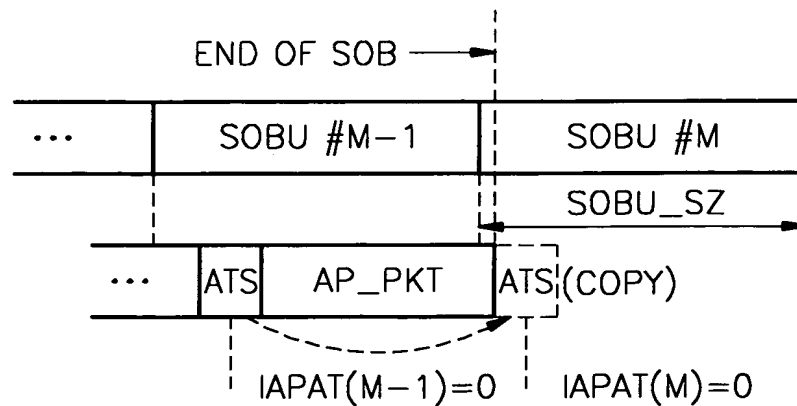 END OF SOB
... SOBU #M-1 SOBU #M
SOBU_SZ
... ATS AP_PKT ATS (COPY)
IAPAT(M-1)=0 IAPAT(M)=0